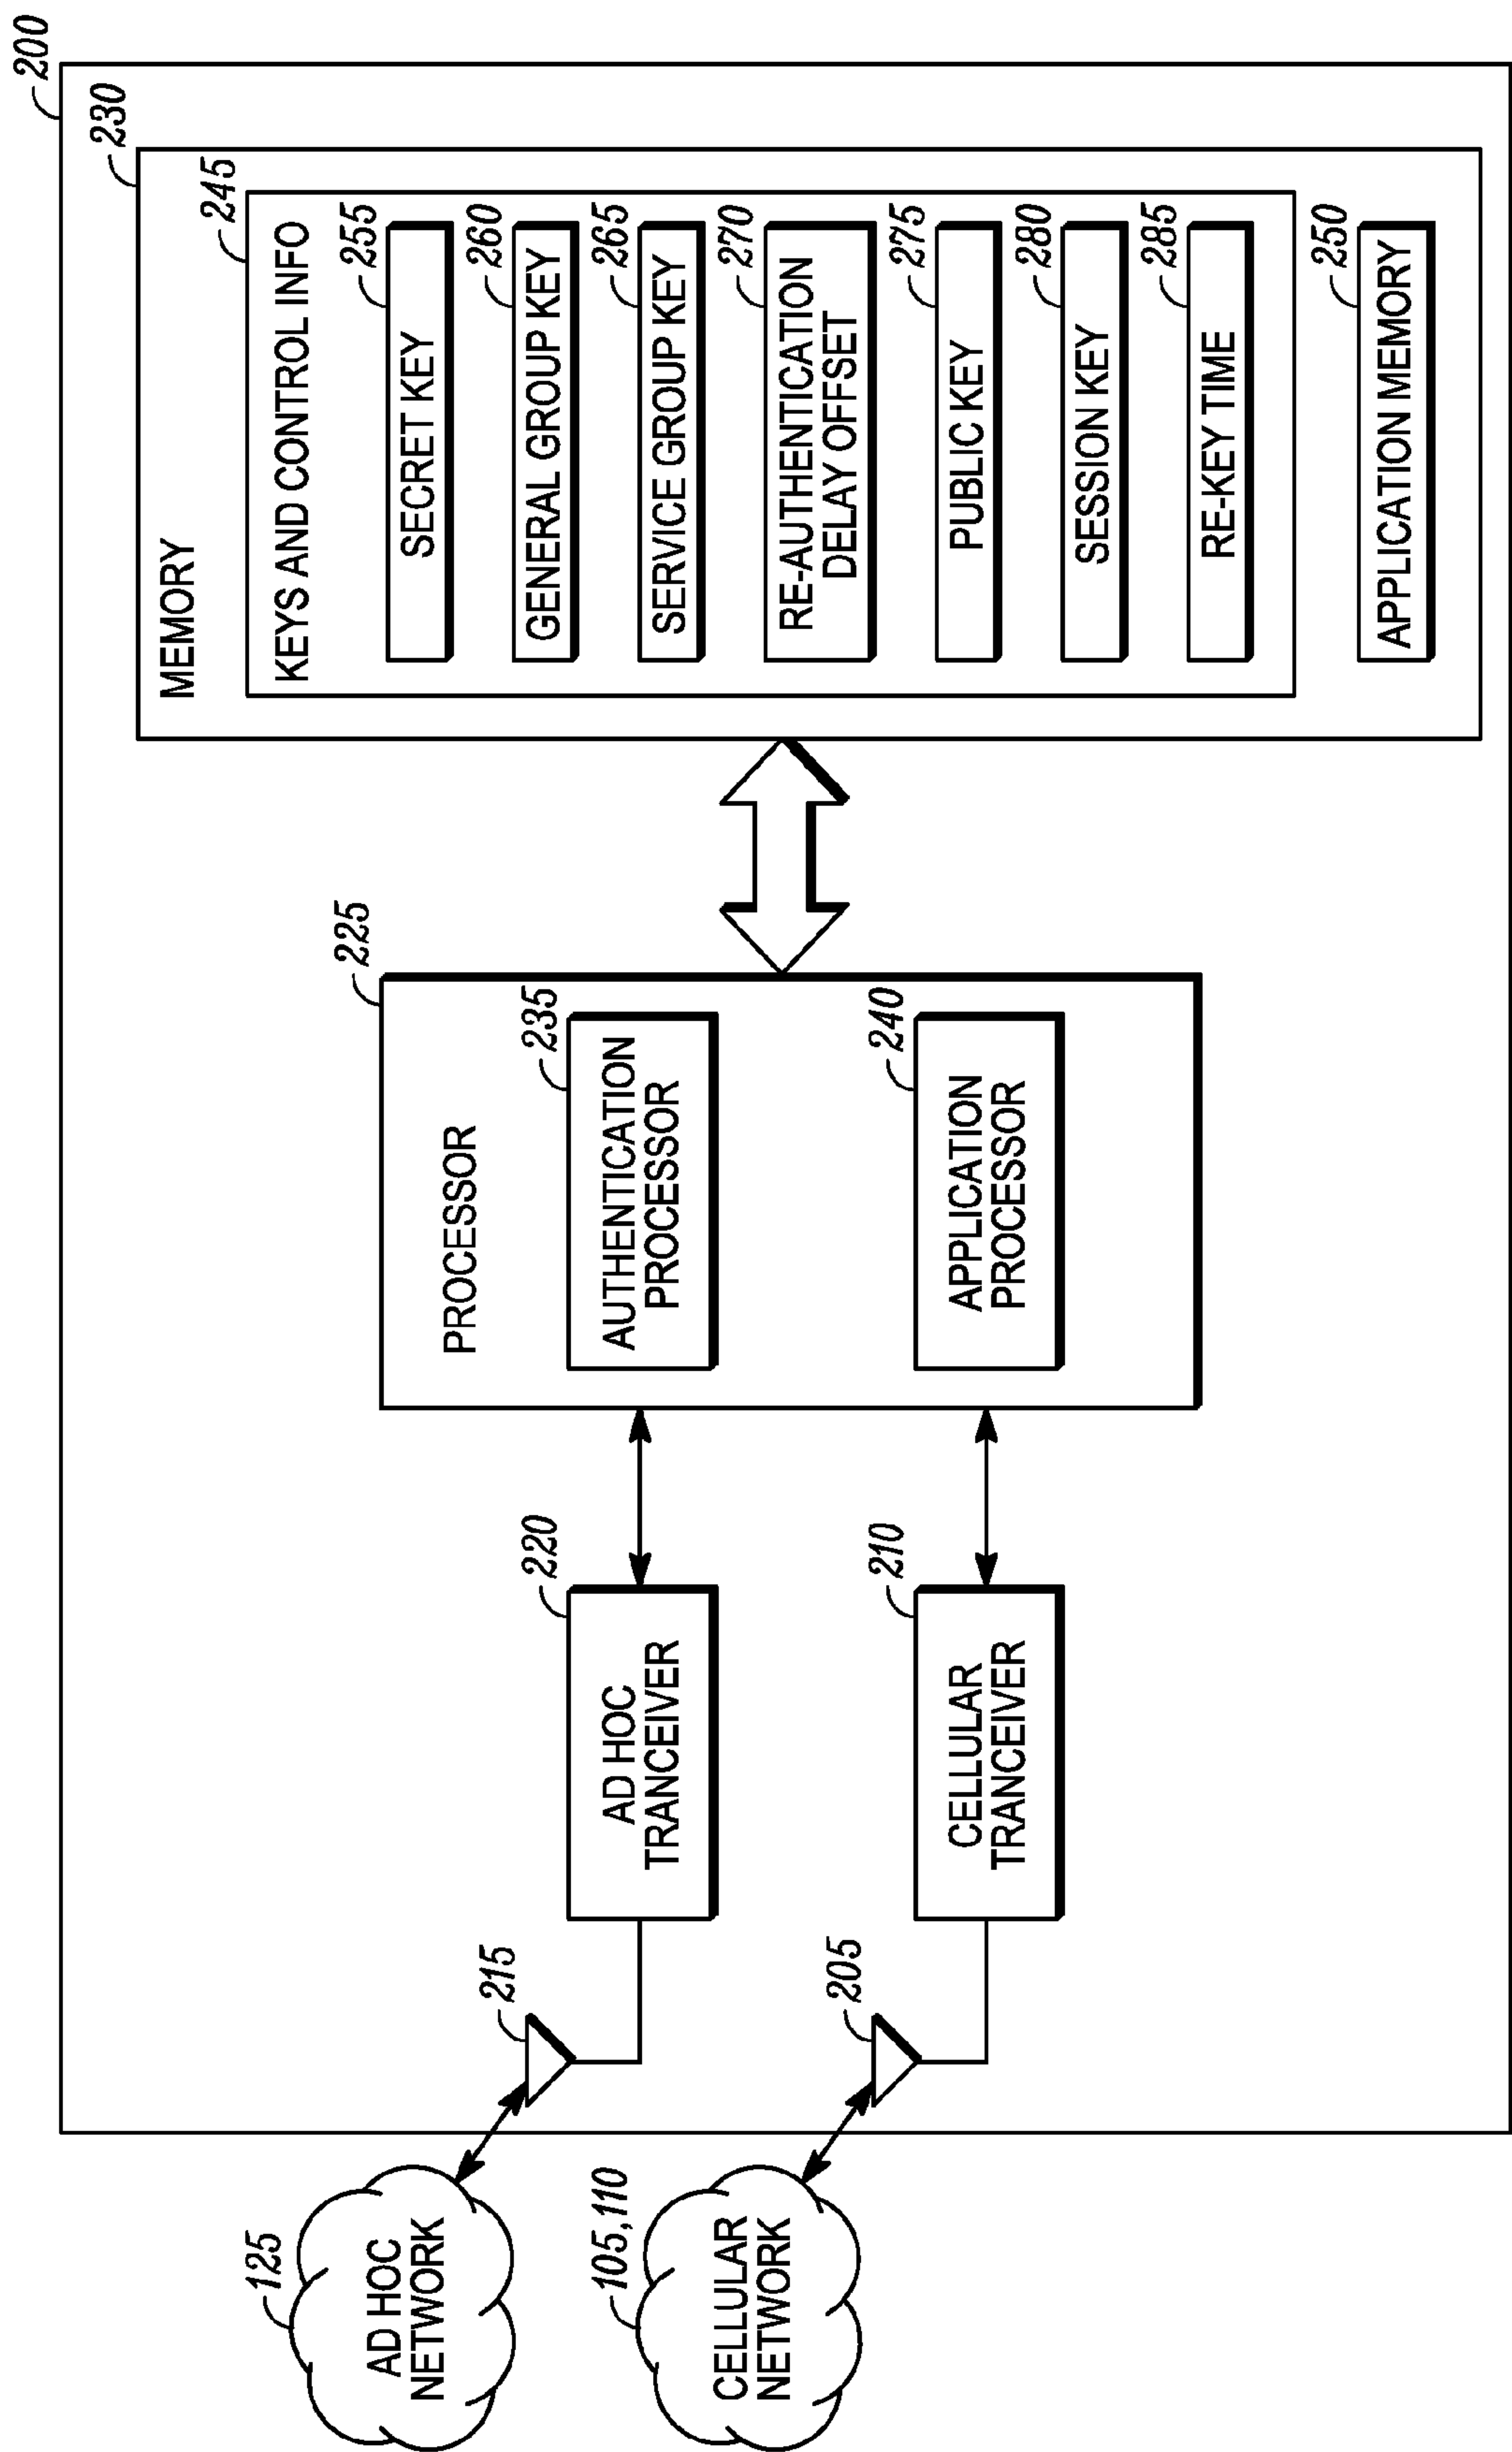 200
230
MEMORY
245
KEYS AND CONTROL INFO
255
SECRET KEY
260
GENERAL GROUP KEY
265
SERVICE GROUP KEY
270
RE-AUTHENTICATION
DELAY OFFSET
275
PUBLIC KEY
280
SESSION KEY
285
RE-KEY TIME
250
APPLICATION MEMORY
225
PROCESSOR
235
AUTHENTICATION
PROCESSOR
240
APPLICATION
PROCESSOR
220
AD HOC
TRANCEIVER
210
CELLULAR
TRANCEIVER
215
205
125
AD HOC
NETWORK
105,110
CELLULAR
NETWORK